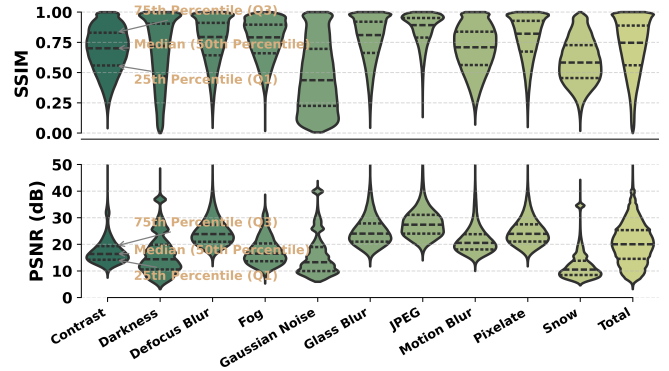 1.00
75th Percentile (Q3)
0.75
Median (50th Percentile)
0.50
25th Percentile (Q1)
0.25
0.00
SSIM
50
40
30
75th Percentile (Q3)
20
Median (50th Percentile)
10
25th Percentile (Q1)
0
PSNR (dB)
Contrast
Darkness
Defocus Blur
Fog
Gaussian Noise
Glass Blur
JPEG
Motion Blur
Pixelate
Snow
Total